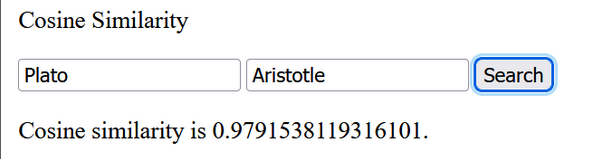 Cosine Similarity
Plato Aristotle Search
Cosine similarity is 0.9791538119316101.